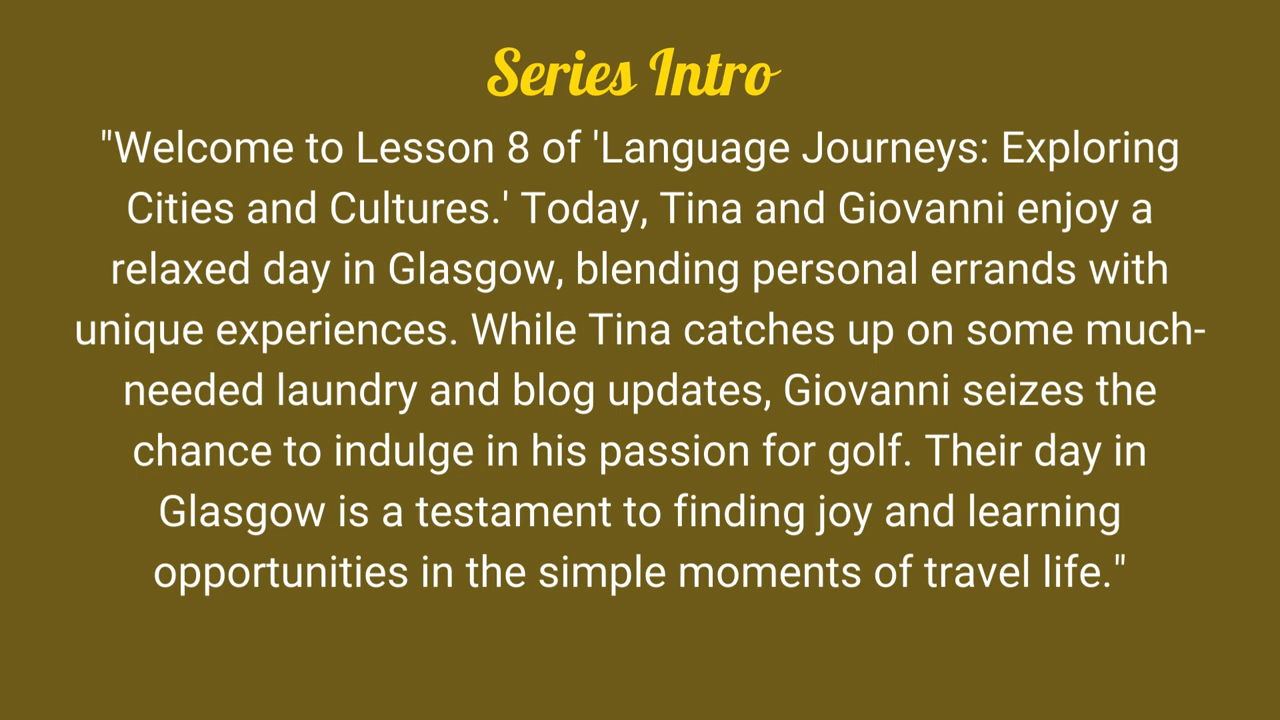 Series Intro
"Welcome to Lesson 8 of 'Language Journeys: Exploring
Cities and Cultures.' Today, Tina and Giovanni enjoy a
relaxed day in Glasgow, blending personal errands with
unique experiences. While Tina catches up on some much-
needed laundry and blog updates, Giovanni seizes the
chance to indulge in his passion for golf. Their day in
Glasgow is a testament to finding joy and learning
opportunities in the simple moments of travel life."